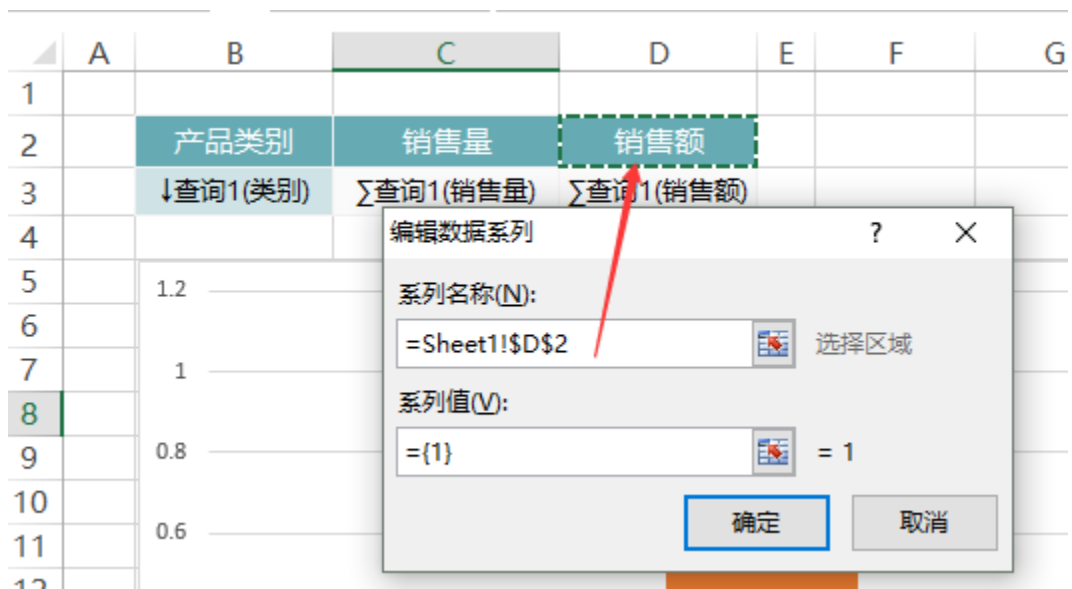 A B C D E F G
1
2 产品类别 销售量 销售额
3 ↓查询1(类别) ∑查询1(销售量) ∑查询1(销售额)
4 编辑数据系列 ? ×
5 1.2 系列名称(N):
6 =Sheet1!$D$2 选择区域
7 1
8 系列值(V):
9 0.8 ={1} = 1
10 确定 取消
11 0.6
12